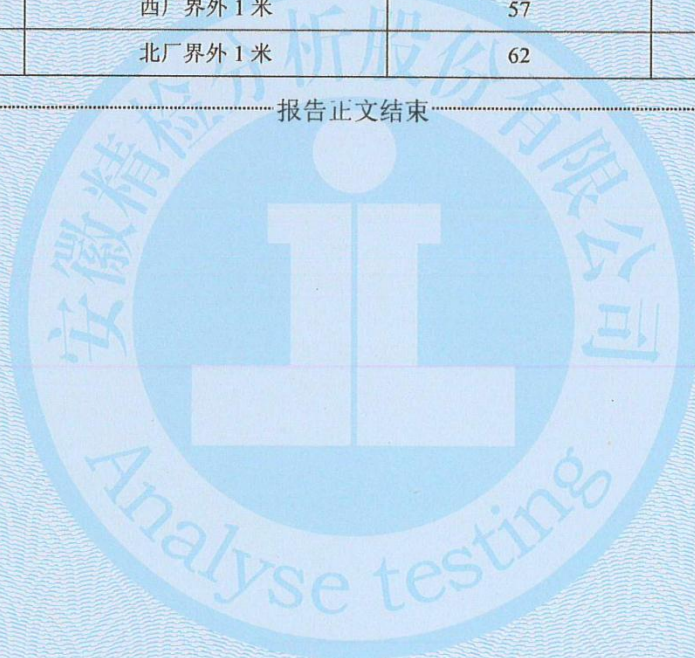 西厂界外 1 米 57
北厂界外 1 米 62
报告正文结束
安徽精检分析股份有限公司
Analyse testing